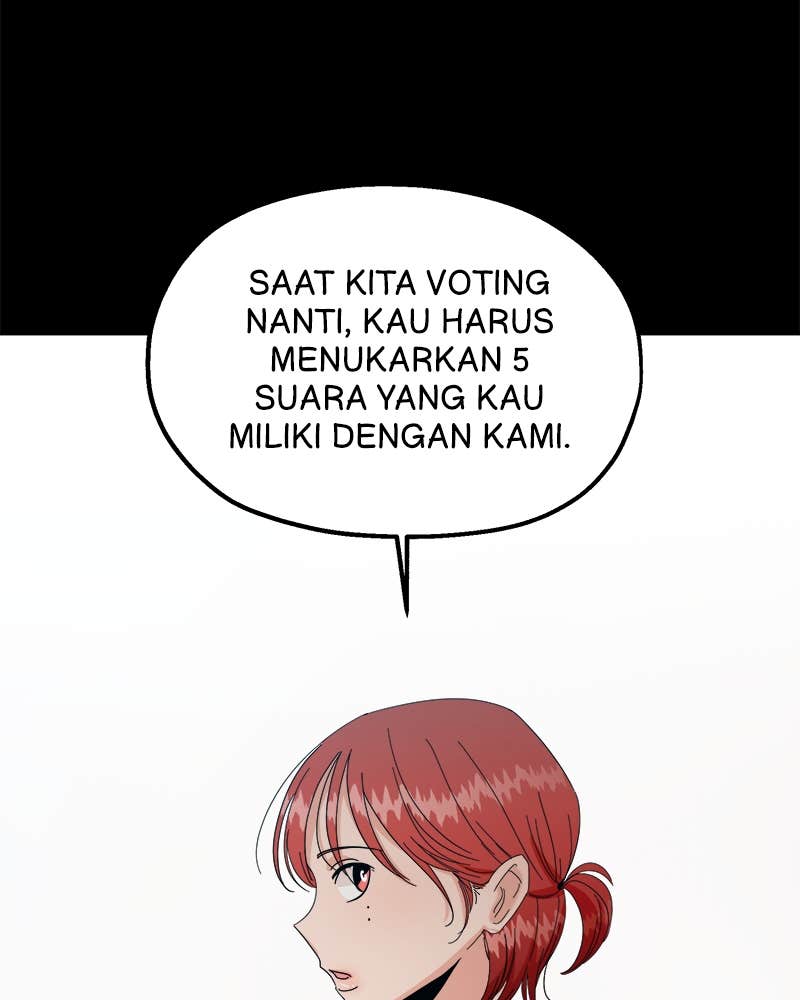 SAAT KITA VOTING
NANTI, KAU HARUS
MENUKARKAN 5
SUARA YANG KAU
MILIKI DENGAN KAMI.